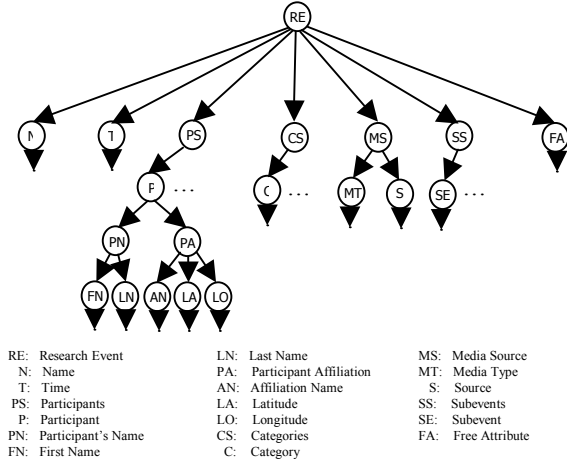 RE
N T PS CS MS SS FA
P ... C ... MT S SE ...
PN PA
FN LN AN LA LO
RE: Research Event
N: Name
T: Time
PS: Participants
P: Participant
PN: Participant's Name
FN: First Name
LN: Last Name
PA: Participant Affiliation
AN: Affiliation Name
LA: Latitude
LO: Longitude
CS: Categories
C: Category
MS: Media Source
MT: Media Type
S: Source
SS: Subevents
SE: Subevent
FA: Free Attribute